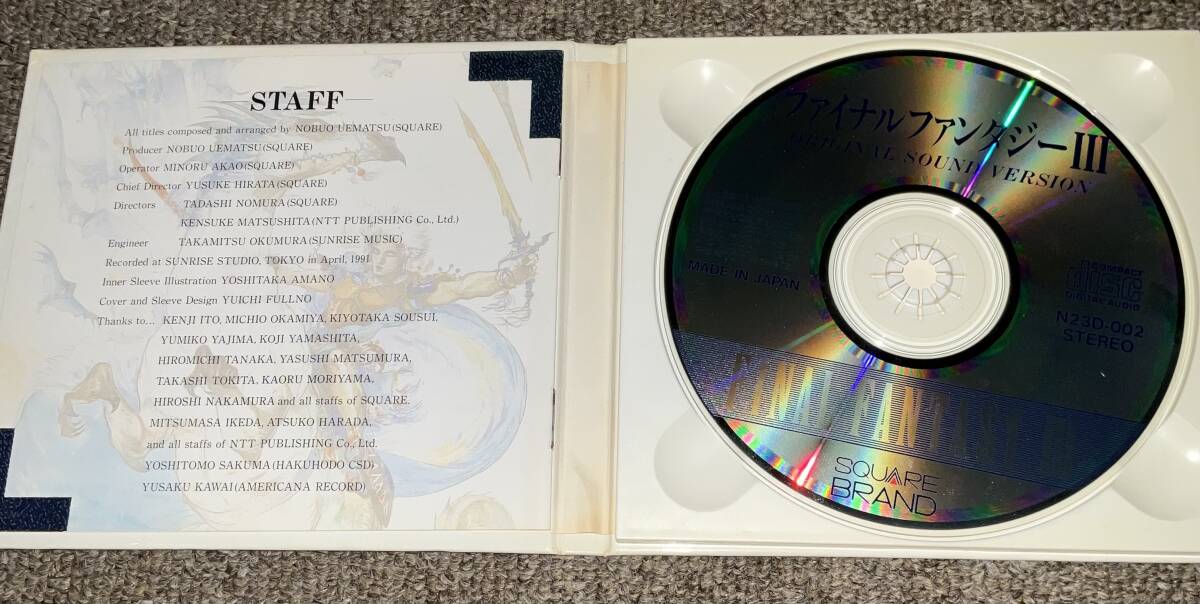 STAFF
All titles composed and arranged by NOBUO UEMATSU(SQUARE)
Producer NOBUO UEMATSU(SQUARE)
Operator MINORU AKAO(SQUARE)
Chief Director YUSUKE HIRATA(SQUARE)
Directors TADASHI NOMURA(SQUARE)
KENSUKE MATSUSHITA(NTT PUBLISHING Co., Ltd.)
Engineer TAKAMITSU OKUMURA(SUNRISE MUSIC)
Recorded at SUNRISE STUDIO, TOKYO in April, 1991
Inner Sleeve Illustration YOSHITAKA AMANO
Cover and Sleeve Design YUICHI FULLNO
Thanks to... KENJI ITO, MICHIO OKAMIYA, KIYOTAKA SOUSUI,
YUMIKO YAJIMA, KOJI YAMASHITA,
HIROMICHI TANAKA, YASUSHI MATSUMURA,
TAKASHI TOKITA, KAORU MORIYAMA,
HIROSHI NAKAMURA and all staffs of SQUARE,
MITSUMASA IKEDA, ATSUKO HARADA,
and all staffs of NTT PUBLISHING Co., Ltd.
YOSHITOMO SAKUMA(HAKUHODO CSD)
YUSAKU KAWAI(AMERICANA RECORD)
ファイナルファンタジーIII
ORIGINAL SOUND VERSION
MADE IN JAPAN
COMPACT
disc
DIGITAL AUDIO
N23D-002
STEREO
FINAL FANTASY
SQUARE
BRAND